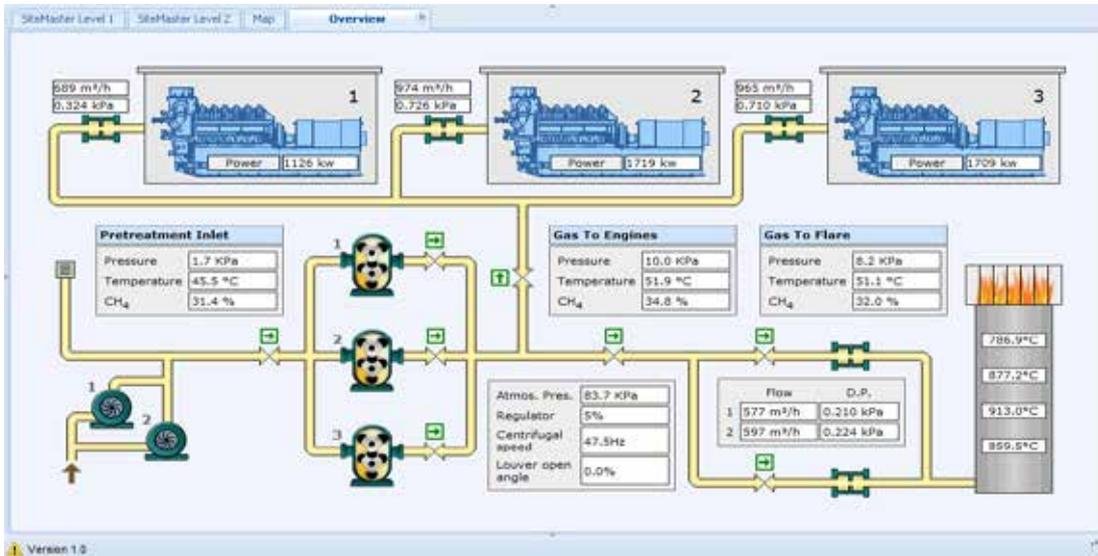 SiteMaster Level 1
SiteMaster Level 2
Map
Overview
689 m³/h
0.324 kPa
974 m³/h
0.726 kPa
965 m³/h
0.710 kPa
1
2
3
Power 1126 kw
Power 1719 kw
Power 1709 kw
Pretreatment Inlet
Pressure 1.7 KPa
Temperature 45.5 °C
CH₄ 31.4 %
1
2
3
Gas To Engines
Pressure 10.0 KPa
Temperature 51.9 °C
CH₄ 34.8 %
Gas To Flare
Pressure 8.2 KPa
Temperature 51.1 °C
CH₄ 32.0 %
786.9°C
877.2°C
913.0°C
859.5°C
1
2
Atmos. Pres. 83.7 KPa
Regulator 5%
Centrifugal speed 47.5Hz
Louver open angle 0.0%
Flow D.P.
1 577 m³/h 0.210 kPa
2 597 m³/h 0.224 kPa
Version 1.0